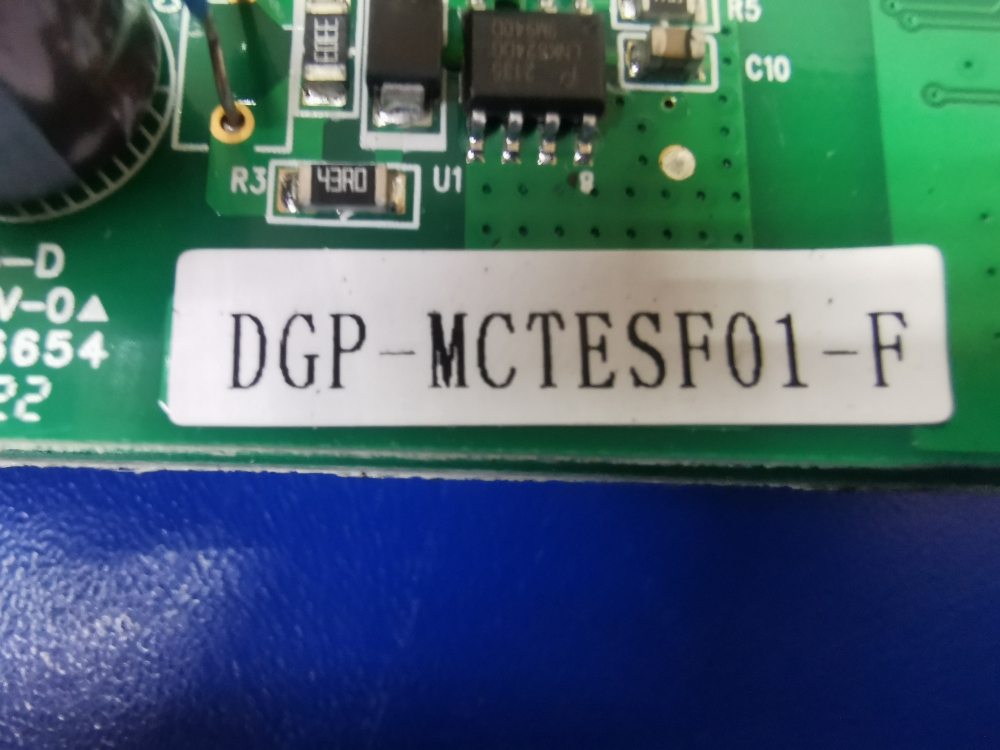 R5
C10
R3
43R0
U1
-D
V-0▲
6654
22
DGP-MCTESF01-F